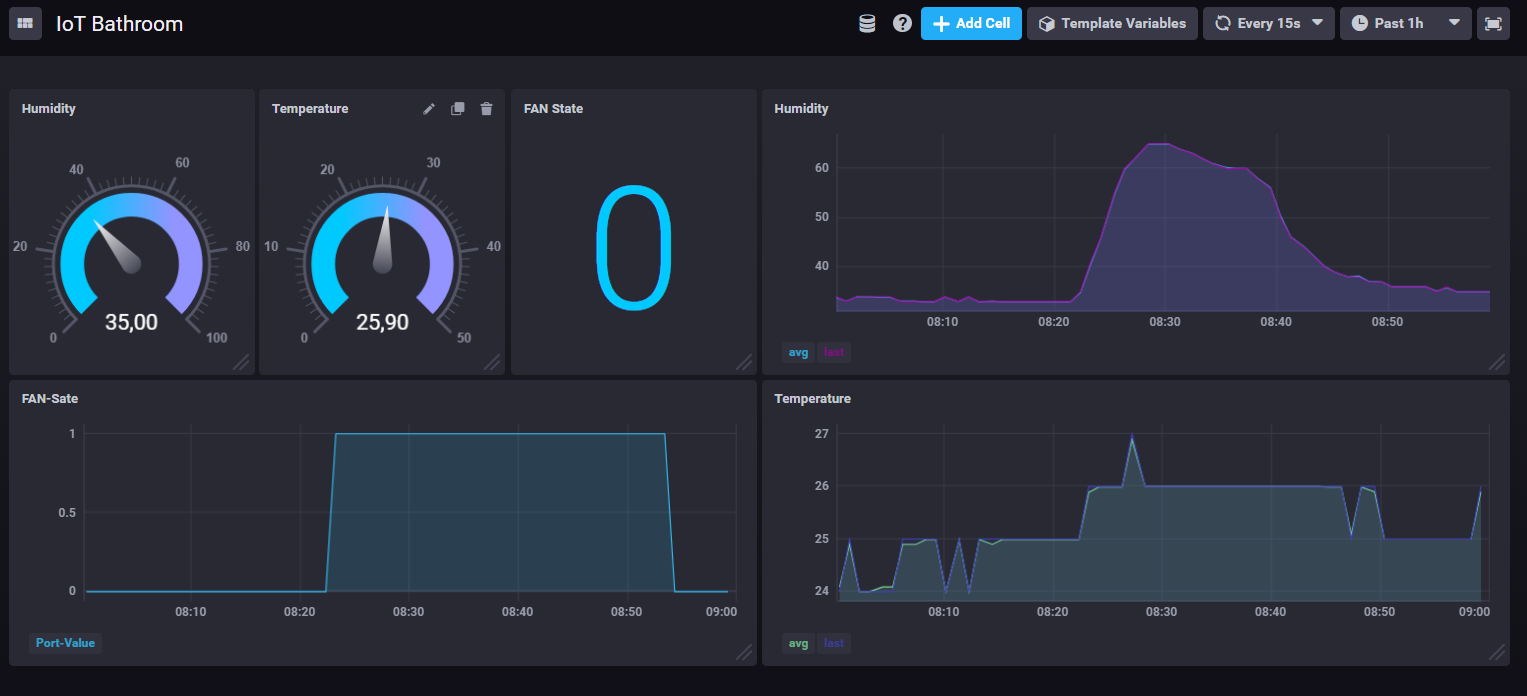 IoT Bathroom
Add Cell
Template Variables
Every 15s
Past 1h
Humidity
0
20
40
60
80
100
35,00
Temperature
0
10
20
30
40
50
25,90
FAN State
0
Humidity
60
50
40
08:10 08:20 08:30 08:40 08:50
avg last
FAN-Sate
1
0.5
0
08:10 08:20 08:30 08:40 08:50 09:00
Port-Value
Temperature
27
26
25
24
08:10 08:20 08:30 08:40 08:50 09:00
avg last